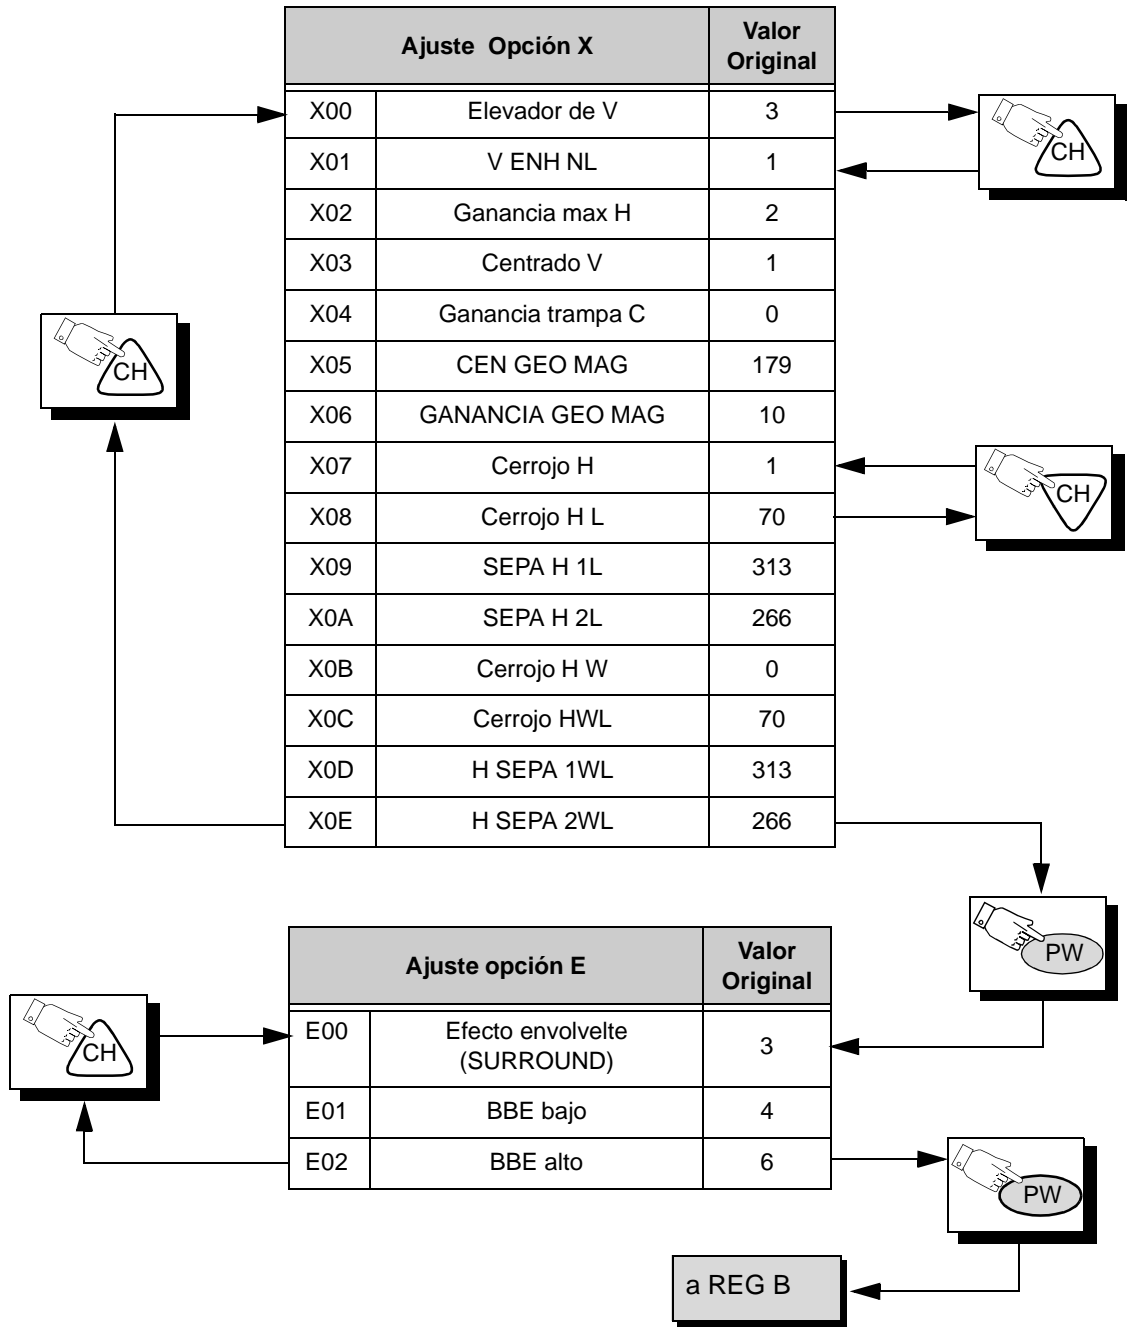 Ajuste Opción X
Valor
Original
X00 Elevador de V 3
CH
X01 V ENH NL 1
X02 Ganancia max H 2
X03 Centrado V 1
X04 Ganancia trampa C 0
CH
X05 CEN GEO MAG 179
X06 GANANCIA GEO MAG 10
X07 Cerrojo H 1
CH
X08 Cerrojo H L 70
X09 SEPA H 1L 313
X0A SEPA H 2L 266
X0B Cerrojo H W 0
X0C Cerrojo HWL 70
X0D H SEPA 1WL 313
X0E H SEPA 2WL 266
PW
Ajuste opción E
Valor
Original
CH
E00 Efecto envolvelte
(SURROUND) 3
E01 BBE bajo 4
E02 BBE alto 6
PW
a REG B